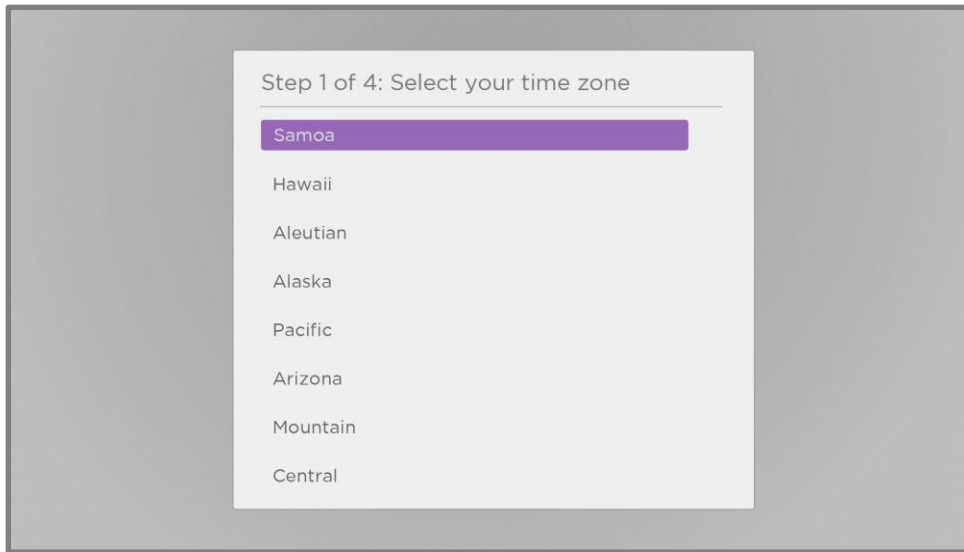 Step 1 of 4: Select your time zone
Samoa
Hawaii
Aleutian
Alaska
Pacific
Arizona
Mountain
Central